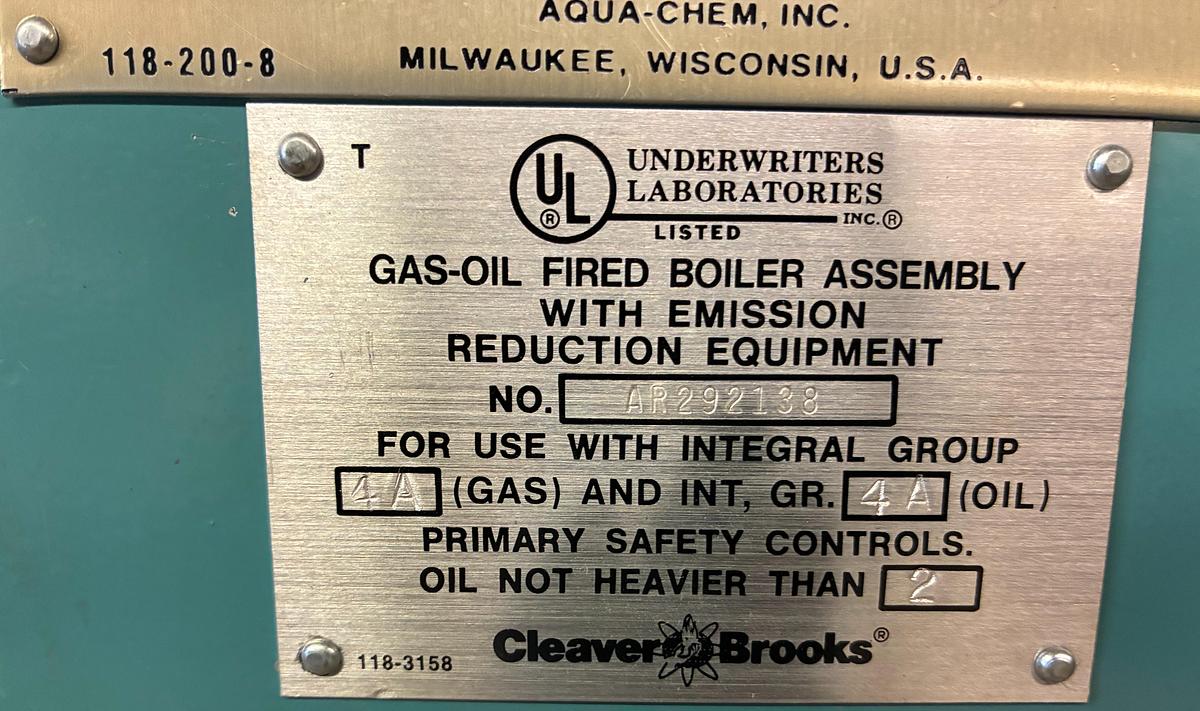 AQUA-CHEM, INC.
118-200-8 MILWAUKEE, WISCONSIN, U.S.A.
T
UL ® UNDERWRITERS
LABORATORIES
INC.®
LISTED
GAS-OIL FIRED BOILER ASSEMBLY
WITH EMISSION
REDUCTION EQUIPMENT
NO. AR292138
FOR USE WITH INTEGRAL GROUP
4A (GAS) AND INT, GR. 4A (OIL)
PRIMARY SAFETY CONTROLS.
OIL NOT HEAVIER THAN 2
118-3158 Cleaver Brooks®